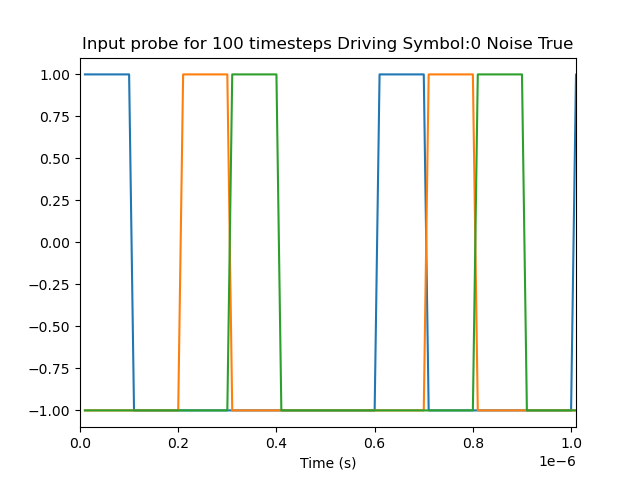 Input probe for 100 timesteps Driving Symbol:0 Noise True
1.00
0.75
0.50
0.25
0.00
−0.25
−0.50
−0.75
−1.00
0.0 0.2 0.4 0.6 0.8 1.0
1e−6
Time (s)